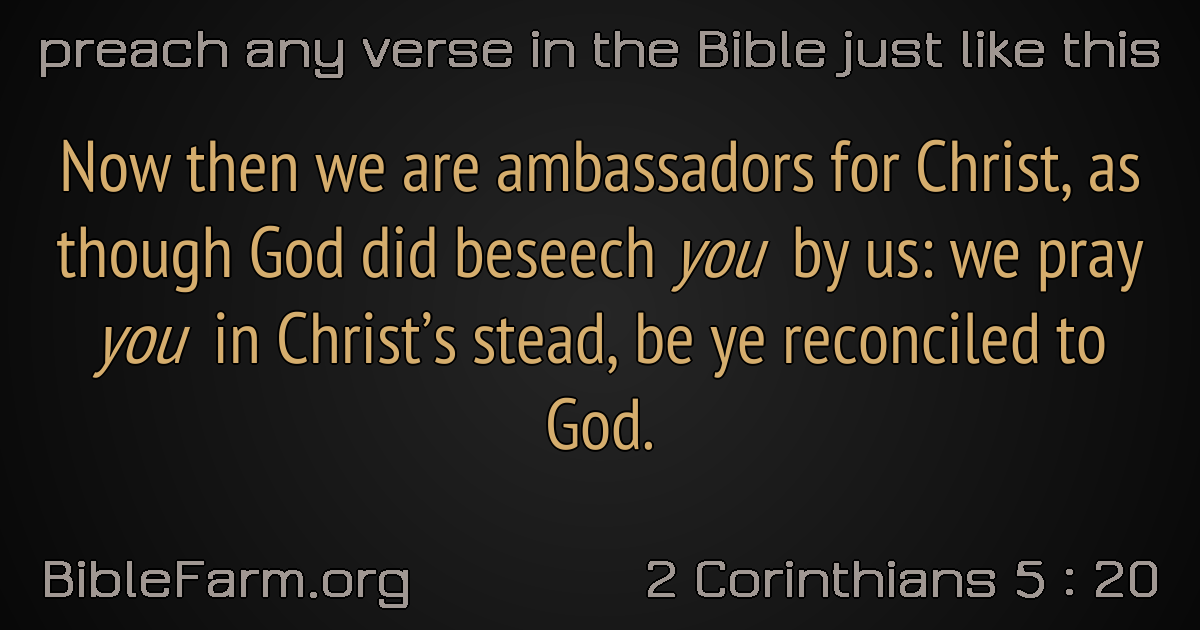 preach any verse in the Bible just like this
Now then we are ambassadors for Christ, as
though God did beseech you by us: we pray
you in Christ’s stead, be ye reconciled to
God.
BibleFarm.org
2 Corinthians 5 : 20